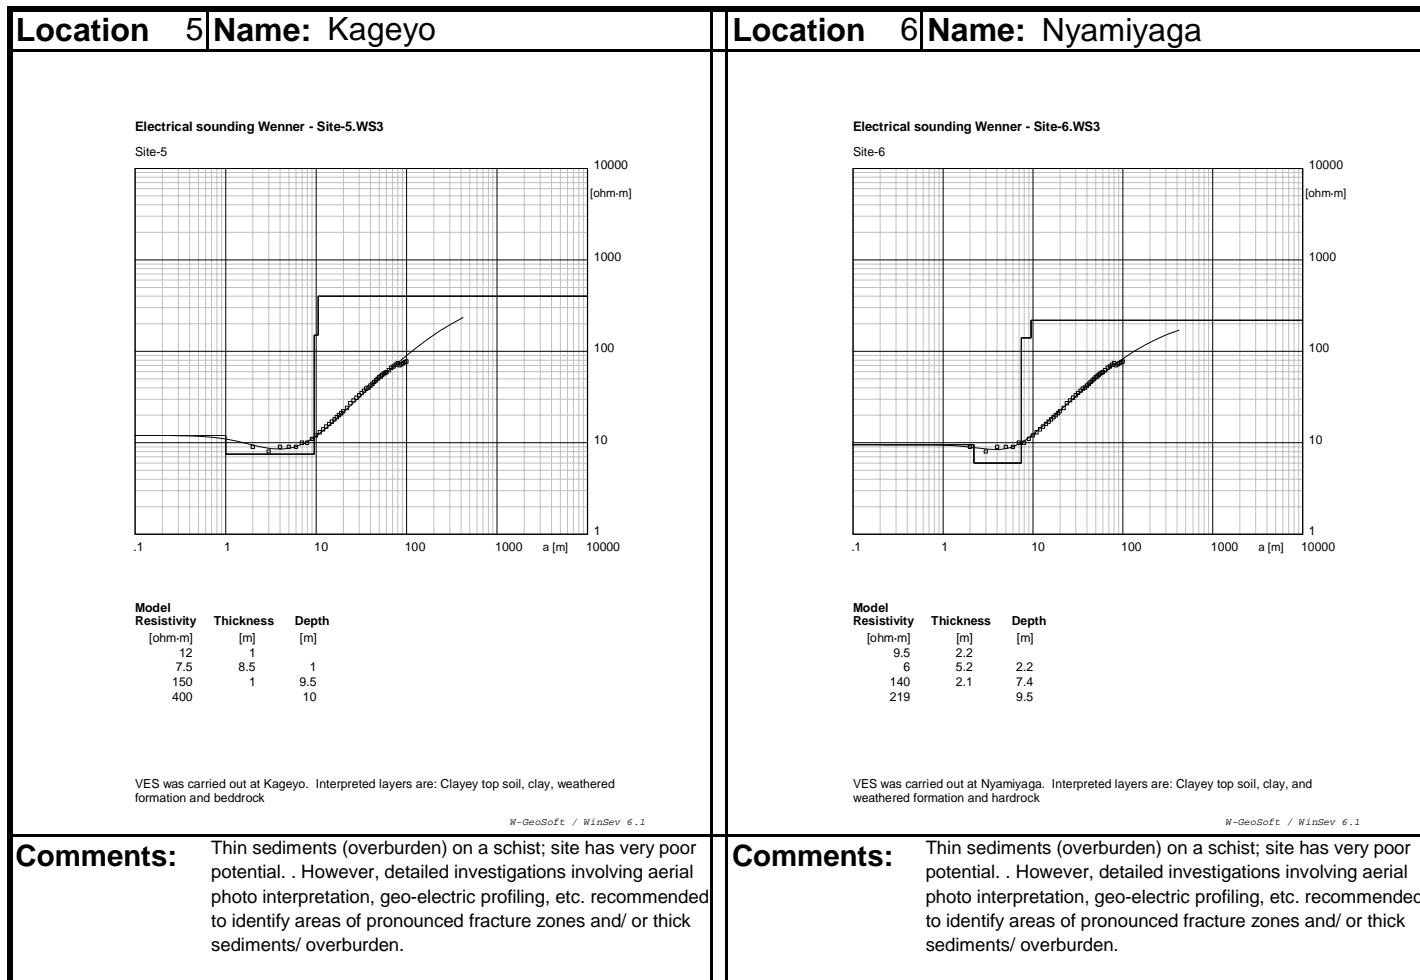 Location 5 Name: Kageyo
Electrical sounding Wenner - Site-5.WS3
Site-5
10000
[ohm-m]
1000
100
10
1
.1 1 10 100 1000 a [m] 10000
Model
Resistivity Thickness Depth
[ohm-m] [m] [m]
12 1
7.5 8.5 1
150 1 9.5
400 10
VES was carried out at Kageyo. Interpreted layers are: Clayey top soil, clay, weathered
formation and beddrock
W-GeoSoft / WinSev 6.1
Comments: Thin sediments (overburden) on a schist; site has very poor
potential. . However, detailed investigations involving aerial
photo interpretation, geo-electric profiling, etc. recommended
to identify areas of pronounced fracture zones and/ or thick
sediments/ overburden.
Location 6 Name: Nyamiyaga
Electrical sounding Wenner - Site-6.WS3
Site-6
10000
[ohm-m]
1000
100
10
1
.1 1 10 100 1000 a [m] 10000
Model
Resistivity Thickness Depth
[ohm-m] [m] [m]
9.5 2.2
6 5.2 2.2
140 2.1 7.4
219 9.5
VES was carried out at Nyamiyaga. Interpreted layers are: Clayey top soil, clay, and
weathered formation and hardrock
W-GeoSoft / WinSev 6.1
Comments: Thin sediments (overburden) on a schist; site has very poor
potential. . However, detailed investigations involving aerial
photo interpretation, geo-electric profiling, etc. recommended
to identify areas of pronounced fracture zones and/ or thick
sediments/ overburden.